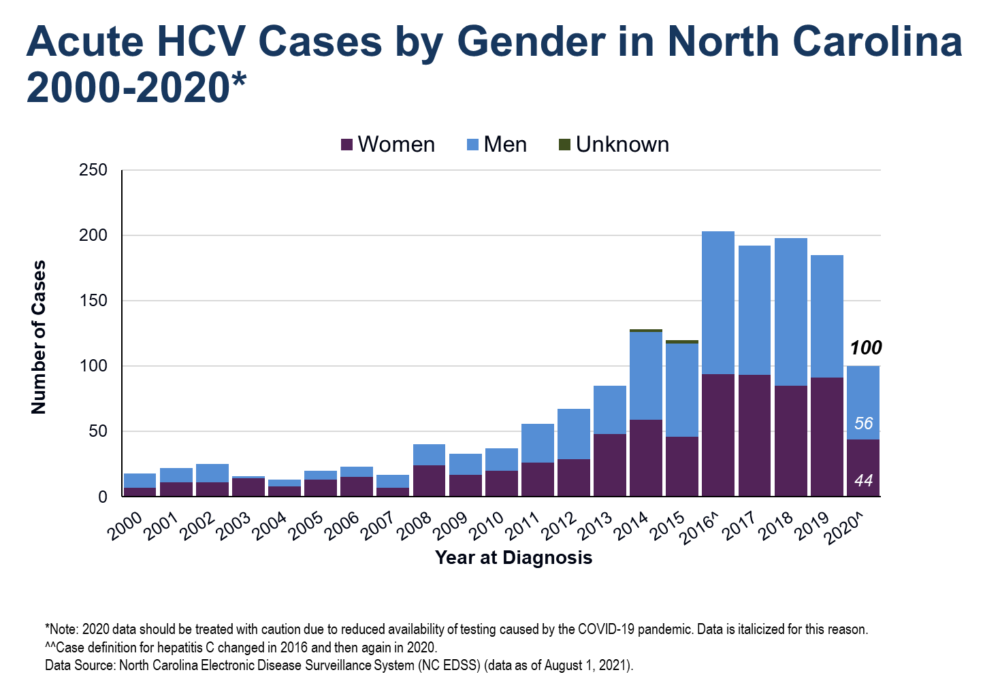 Acute HCV Cases by Gender in North Carolina
2000-2020*
Women Men Unknown
250
200
150
100
50
0
Number of Cases
100
56
44
2000 2001 2002 2003 2004 2005 2006 2007 2008 2009 2010 2011 2012 2013 2014 2015 2016^ 2017 2018 2019 2020^
Year at Diagnosis
*Note: 2020 data should be treated with caution due to reduced availability of testing caused by the COVID-19 pandemic. Data is italicized for this reason.
^^Case definition for hepatitis C changed in 2016 and then again in 2020.
Data Source: North Carolina Electronic Disease Surveillance System (NC EDSS) (data as of August 1, 2021).